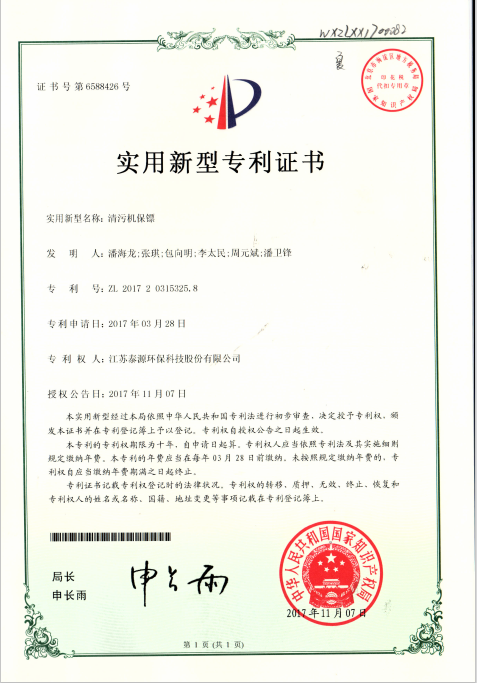 WXZLXX1700282
证书号第6588426号
印花税
代扣专用章
国家知识产权局
实用新型专利证书
实用新型名称：清污机保镖
发明人：潘海龙;张琪;包向明;李太民;周元斌;潘卫锋
专利号：ZL 2017 2 0315325.8
专利申请日：2017年03月28日
专利权人：江苏泰源环保科技股份有限公司
授权公告日：2017年11月07日
本实用新型经过本局依照中华人民共和国专利法进行初步审查，决定授予专利权，颁
发本证书并在专利登记簿上予以登记。专利权自授权公告之日起生效。
本专利的专利权期限为十年，自申请日起算。专利权人应当依照专利法及其实施细则
规定缴纳年费。本专利的年费应当在每年03月28日前缴纳。未按照规定缴纳年费的，专
利权自应当缴纳年费期满之日起终止。
专利证书记载专利权登记时的法律状况。专利权的转移、质押、无效、终止、恢复和
专利权人的姓名或名称、国籍、地址变更等事项记载在专利登记簿上。
局长
申长雨
申长雨
中华人民共和国国家知识产权局
2017年11月07日
第1页（共1页）